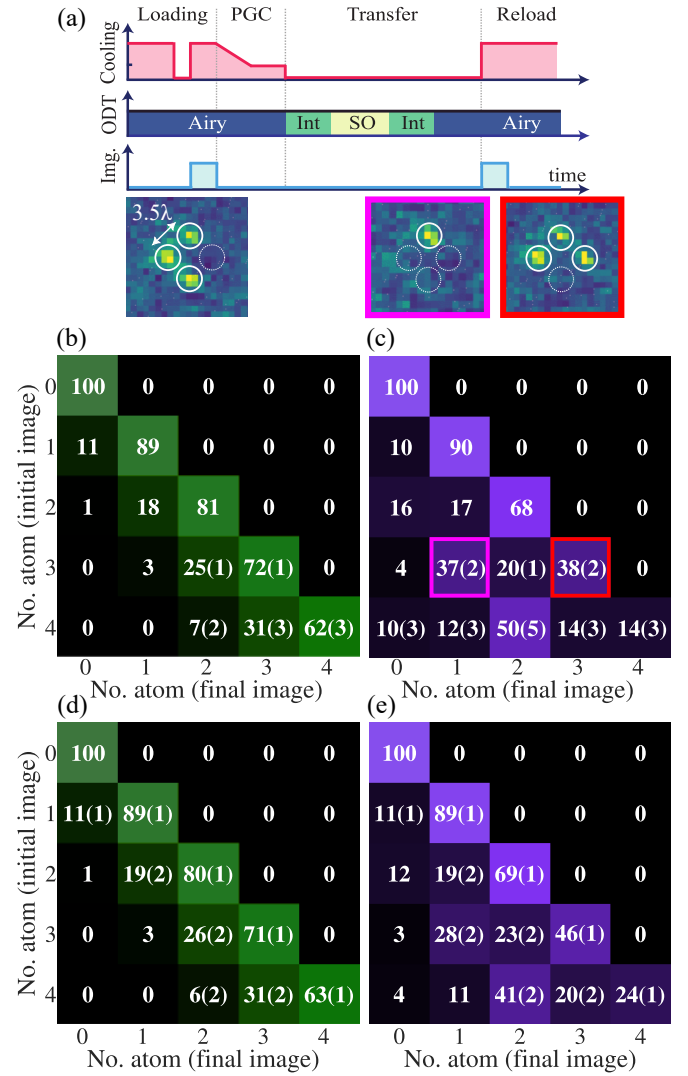 (a)
Loading PGC Transfer Reload
Cooling
ODT
Airy Int SO Int Airy
Img.
time
3.5λ
(b)
No. atom (initial image)
0 100 0 0 0 0
1 11 89 0 0 0
2 1 18 81 0 0
3 0 3 25(1) 72(1) 0
4 0 0 7(2) 31(3) 62(3)
0 1 2 3 4
No. atom (final image)
(c)
100 0 0 0 0
10 90 0 0 0
16 17 68 0 0
4 37(2) 20(1) 38(2) 0
10(3) 12(3) 50(5) 14(3) 14(3)
0 1 2 3 4
No. atom (final image)
(d)
No. atom (initial image)
0 100 0 0 0 0
1 11(1) 89(1) 0 0 0
2 1 19(2) 80(1) 0 0
3 0 3 26(2) 71(1) 0
4 0 0 6(2) 31(2) 63(1)
0 1 2 3 4
No. atom (final image)
(e)
100 0 0 0 0
11(1) 89(1) 0 0 0
12 19(2) 69(1) 0 0
3 28(2) 23(2) 46(1) 0
4 11 41(2) 20(2) 24(1)
0 1 2 3 4
No. atom (final image)